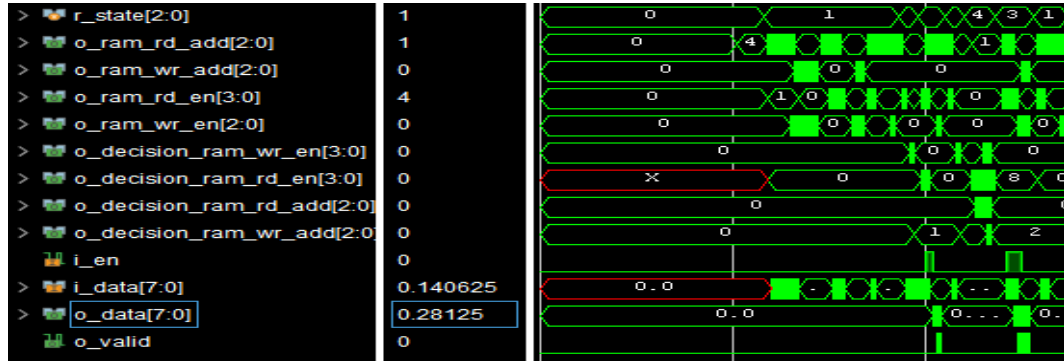 > r_state[2:0] 1 0 1 4 3 1
> o_ram_rd_add[2:0] 1 0 4 1
> o_ram_wr_add[2:0] 0 0 0 0
> o_ram_rd_en[3:0] 4 0 1 0 0
> o_ram_wr_en[2:0] 0 0 0 0 0 0
> o_decision_ram_wr_en[3:0] 0 0 0 0
> o_decision_ram_rd_en[3:0] 0 X 0 0 8
> o_decision_ram_rd_add[2:0] 0 0
> o_decision_ram_wr_add[2:0 0 0 1 2
i_en 0
> i_data[7:0] 0.140625 0.0 . . ..
> o_data[7:0] 0.28125 0.0 0... 0.
o_valid 0